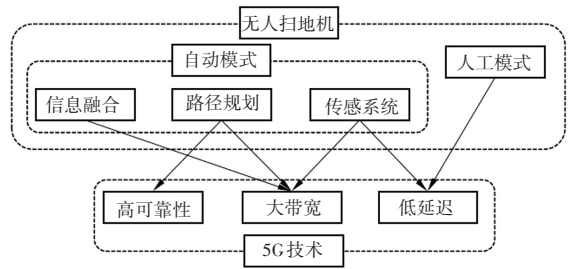 无人扫地机
自动模式
人工模式
信息融合
路径规划
传感系统
高可靠性
大带宽
低延迟
5G技术